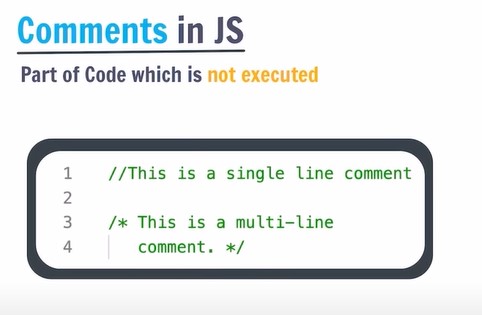 Comments in JS
Part of Code which is not executed
1 //This is a single line comment
2
3 /* This is a multi-line
4 comment. */